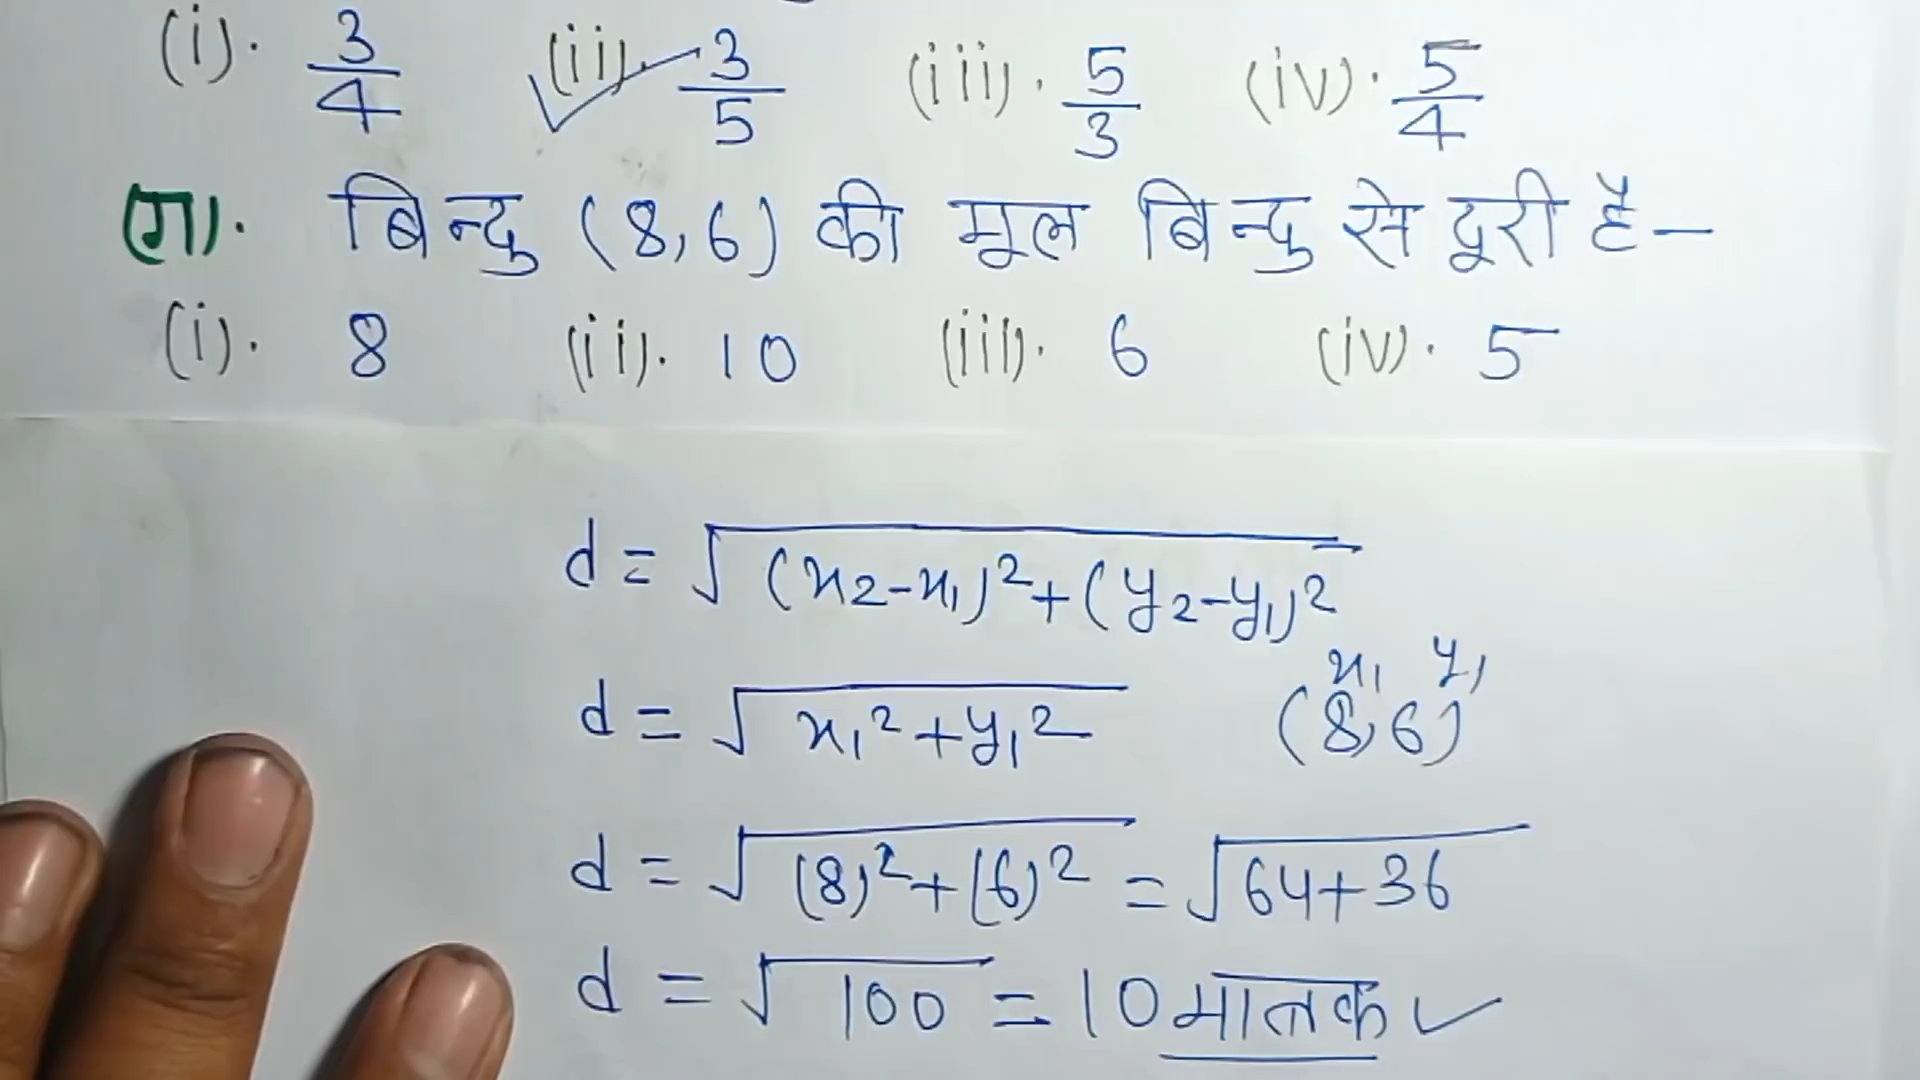 (i). 3/4 (ii). 3/5 (iii). 5/3 (iv). 5/4
(ग). बिन्दु (8,6) की मूल बिन्दु से दूरी है-
(i). 8 (ii). 10 (iii). 6 (iv). 5
d = √(x₂-x₁)²+(y₂-y₁)²
x₁ y₁
d = √x₁²+y₁² (8,6)
d = √(8)²+(6)² = √64+36
d = √100 = 10 मात्रक